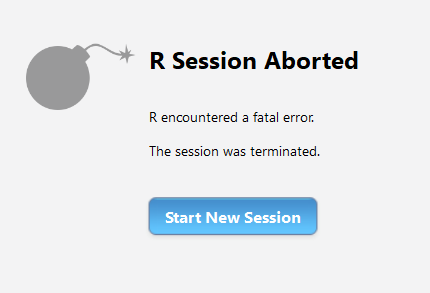 R Session Aborted
R encountered a fatal error.
The session was terminated.
Start New Session